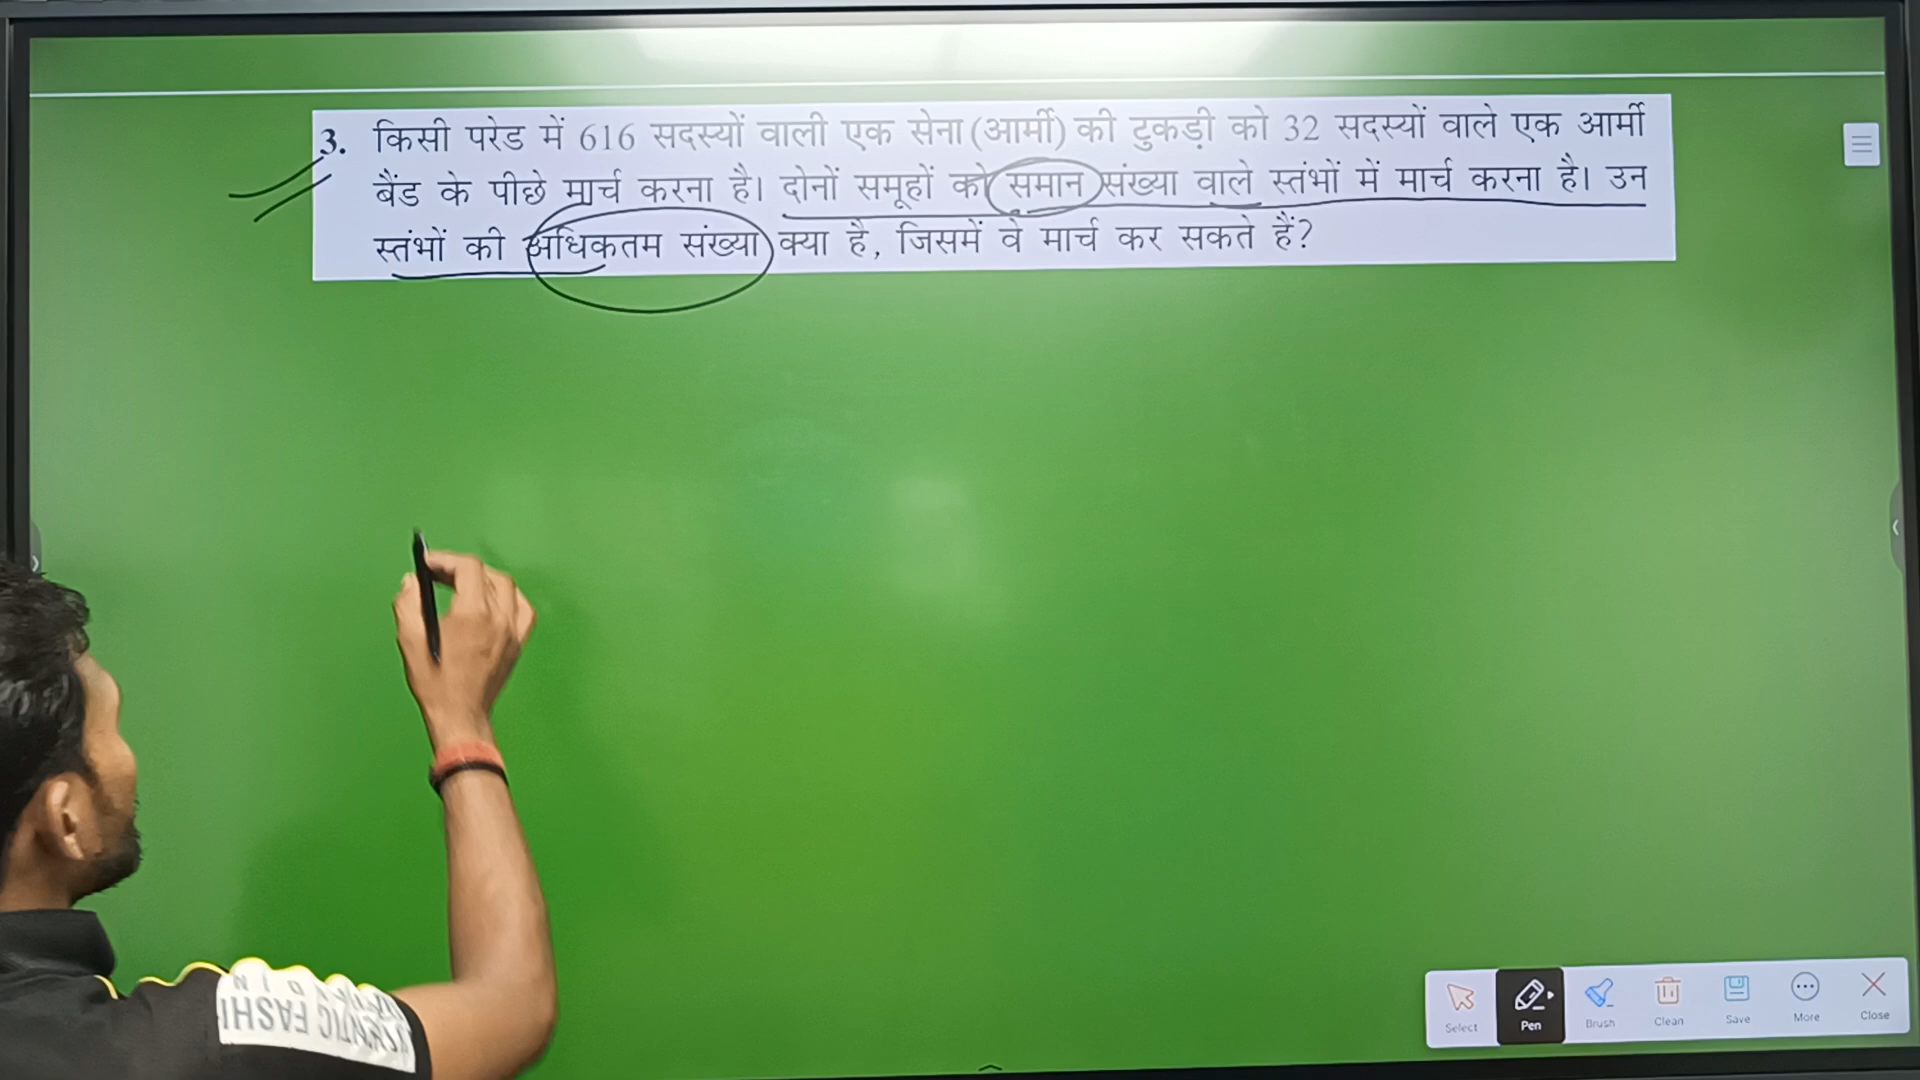 3. किसी परेड में 616 सदस्यों वाली एक सेना (आर्मी) की टुकड़ी को 32 सदस्यों वाले एक आर्मी
बैंड के पीछे मार्च करना है। दोनों समूहों को समान संख्या वाले स्तंभों में मार्च करना है। उन
स्तंभों की अधिकतम संख्या क्या है, जिसमें वे मार्च कर सकते हैं?
Select Pen Brush Clean Save More Close